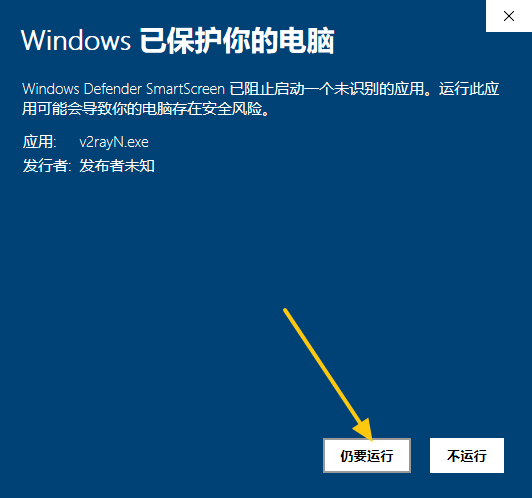 Windows 已保护你的电脑
Windows Defender SmartScreen 已阻止启动一个未识别的应用。运行此应
用可能会导致你的电脑存在安全风险。
应用: v2rayN.exe
发行者: 发布者未知
仍要运行 不运行